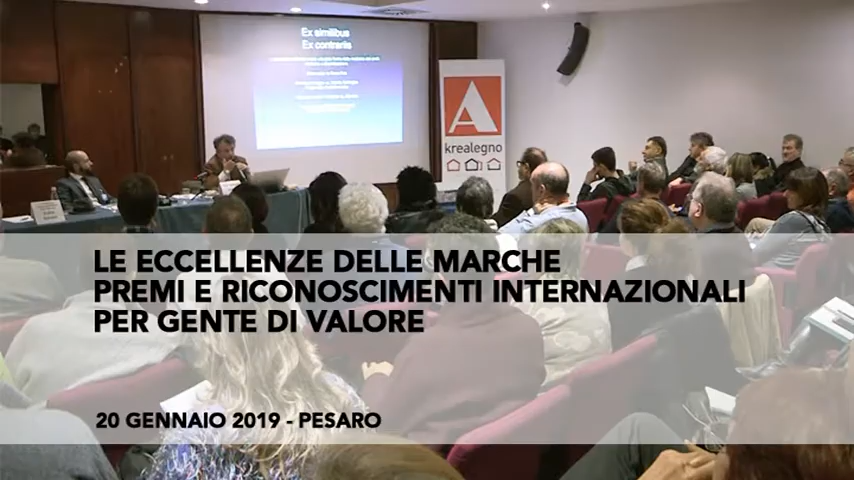 Ex similibus
Ex contrariis
A
krealegno
LE ECCELLENZE DELLE MARCHE
PREMI E RICONOSCIMENTI INTERNAZIONALI
PER GENTE DI VALORE
20 GENNAIO 2019 - PESARO